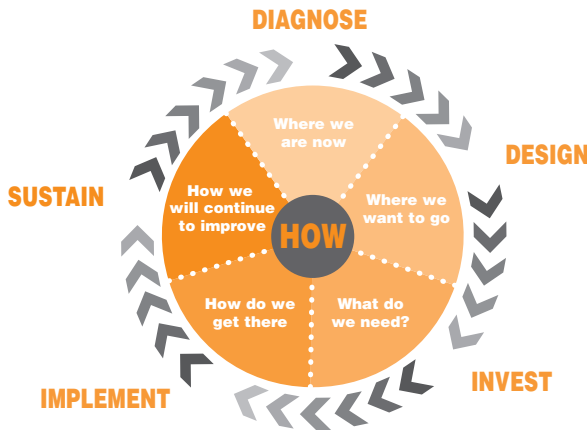 DIAGNOSE
Where we
are now
DESIGN
Where we
want to go
INVEST
What do
we need?
IMPLEMENT
How do we
get there
SUSTAIN
How we
will continue
to improve
HOW